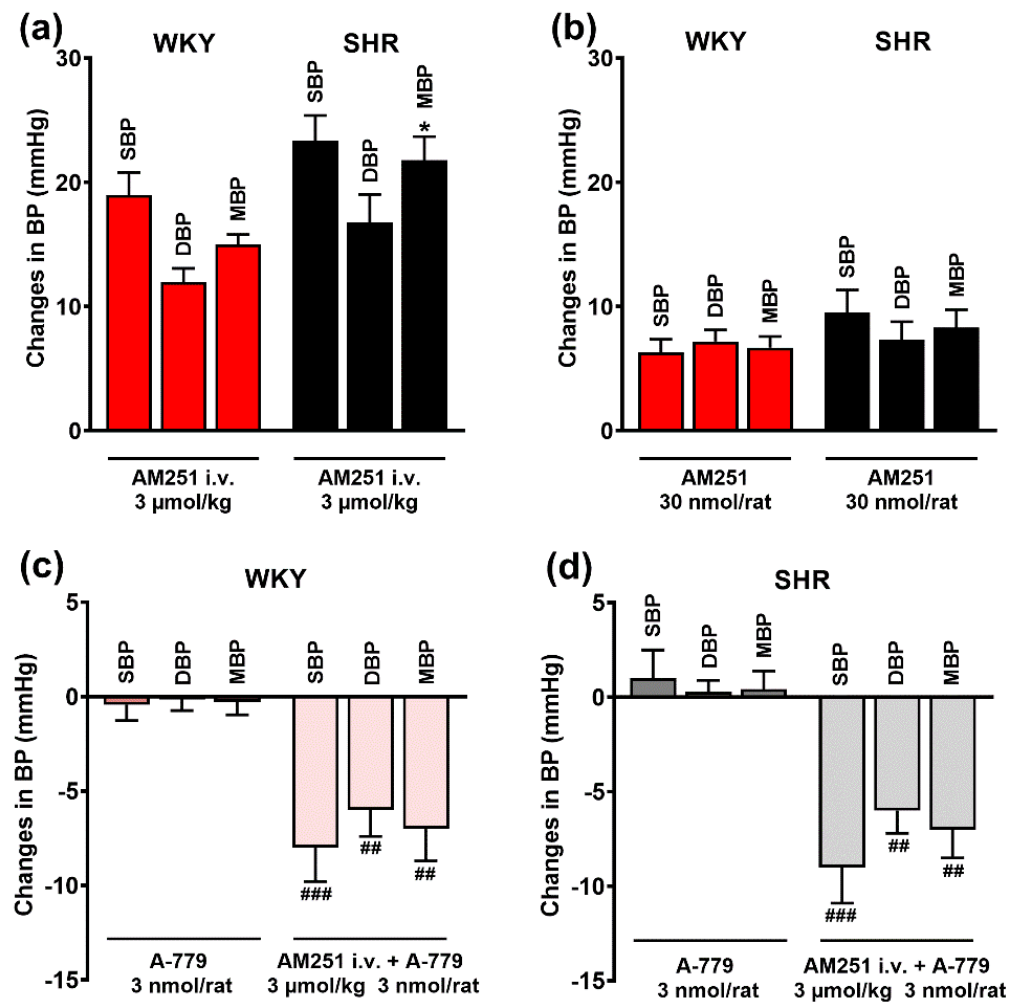 (a)
WKY
SHR
Changes in BP (mmHg)
30
20
10
0
SBP
DBP
MBP
SBP
DBP
* MBP
AM251 i.v.
3 µmol/kg
AM251 i.v.
3 µmol/kg
(b)
WKY
SHR
Changes in BP (mmHg)
30
20
10
0
SBP
DBP
MBP
SBP
DBP
MBP
AM251
30 nmol/rat
AM251
30 nmol/rat
(c)
WKY
Changes in BP (mmHg)
5
0
-5
-10
-15
SBP
DBP
MBP
SBP
DBP
MBP
###
##
##
A-779
3 nmol/rat
AM251 i.v. + A-779
3 µmol/kg 3 nmol/rat
(d)
SHR
Changes in BP (mmHg)
5
0
-5
-10
-15
SBP
DBP
MBP
SBP
DBP
MBP
###
##
##
A-779
3 nmol/rat
AM251 i.v. + A-779
3 µmol/kg 3 nmol/rat